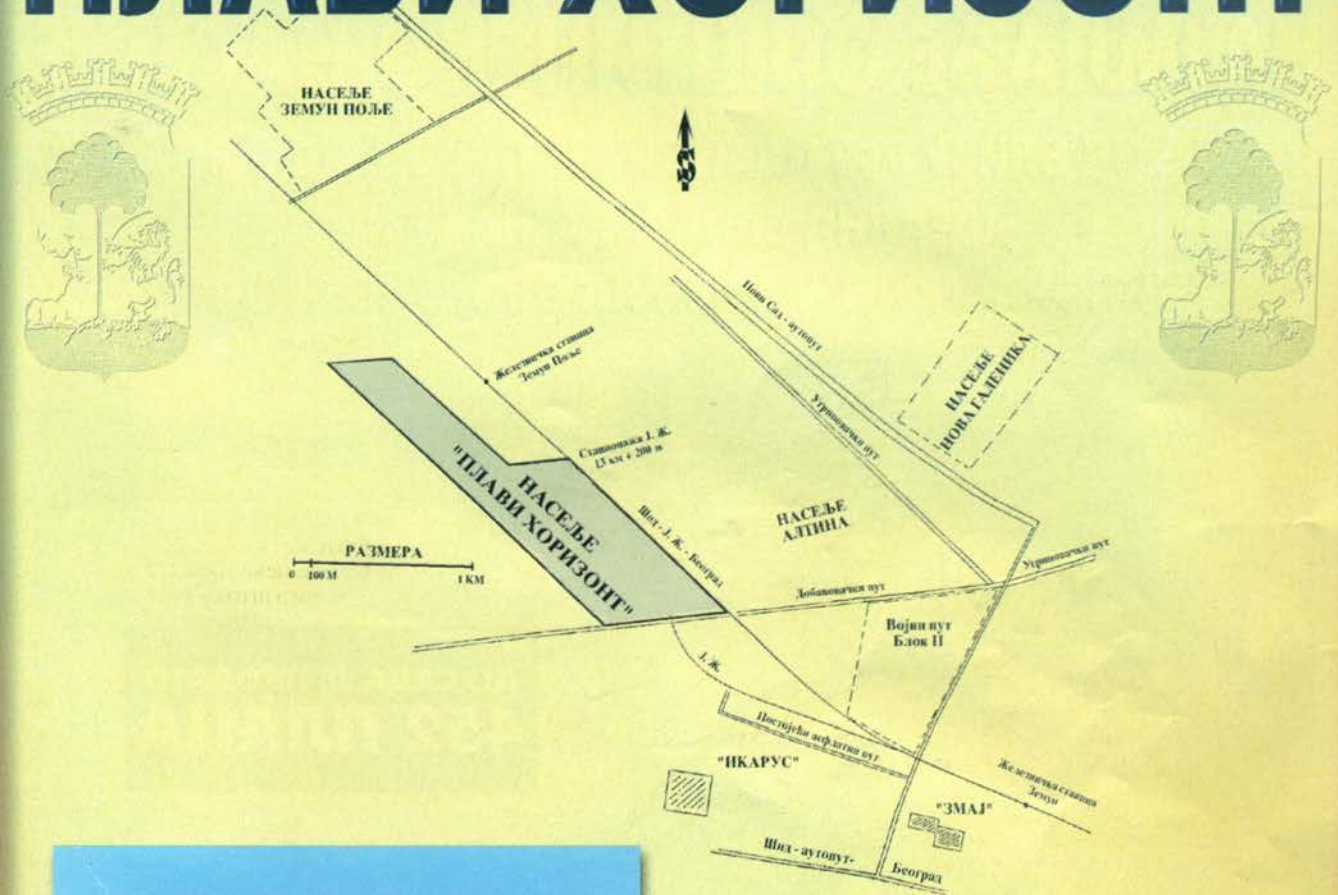 ПЛАВИ ХОРИЗОНТ
НАСЕЉЕ
ЗЕМУН ПОЉЕ
S
Нови Сад - аутопут
НАСЕЉЕ
НОВА ГАЛЕНИКА
Железничка станица
Земун Поље
Угриновачки пут
Стационажа Ј. Ж.
15 км + 200 м
НАСЕЉЕ
"ПЛАВИ ХОРИЗОНТ"
Шид - Ј. Ж. - Београд
НАСЕЉЕ
АЛТИНА
РАЗМЕРА
0 100 М 1 КМ
Добановачки пут
Угриновачки пут
Војни пут
Блок II
Ј. Ж.
Постојећи асфалтни пут
"ИКАРУС"
Железничка станица
Земун
"ЗМАЈ"
Шид - аутопут-
Београд